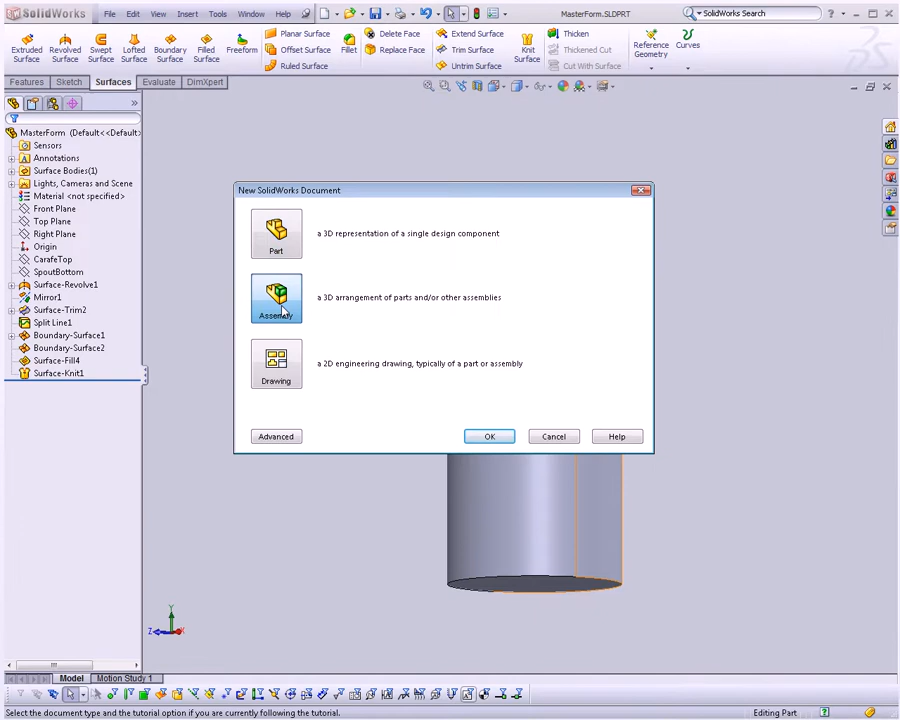 SolidWorks File Edit View Insert Tools Window Help MasterForm.SLDPRT SolidWorks Search
Extruded Surface Revolved Surface Swept Surface Lofted Surface Boundary Surface Filled Surface Freeform Planar Surface Offset Surface Ruled Surface Fillet Delete Face Replace Face Extend Surface Trim Surface Untrim Surface Knit Surface Thicken Thickened Cut Cut With Surface Reference Geometry Curves
Features Sketch Surfaces Evaluate DimXpert
MasterForm (Default<<Default>
Sensors
Annotations
Surface Bodies(1)
Lights, Cameras and Scene
Material <not specified>
Front Plane
Top Plane
Right Plane
Origin
CarafeTop
SpoutBottom
Surface-Revolve1
Mirror1
Surface-Trim2
Split Line1
Boundary-Surface1
Boundary-Surface2
Surface-Fill4
Surface-Knit1
New SolidWorks Document
Part
a 3D representation of a single design component
Assembly
a 3D arrangement of parts and/or other assemblies
Drawing
a 2D engineering drawing, typically of a part or assembly
Advanced OK Cancel Help
Y
Z X
Model Motion Study 1
Select the document type and the tutorial option if you are currently following the tutorial. Editing Part